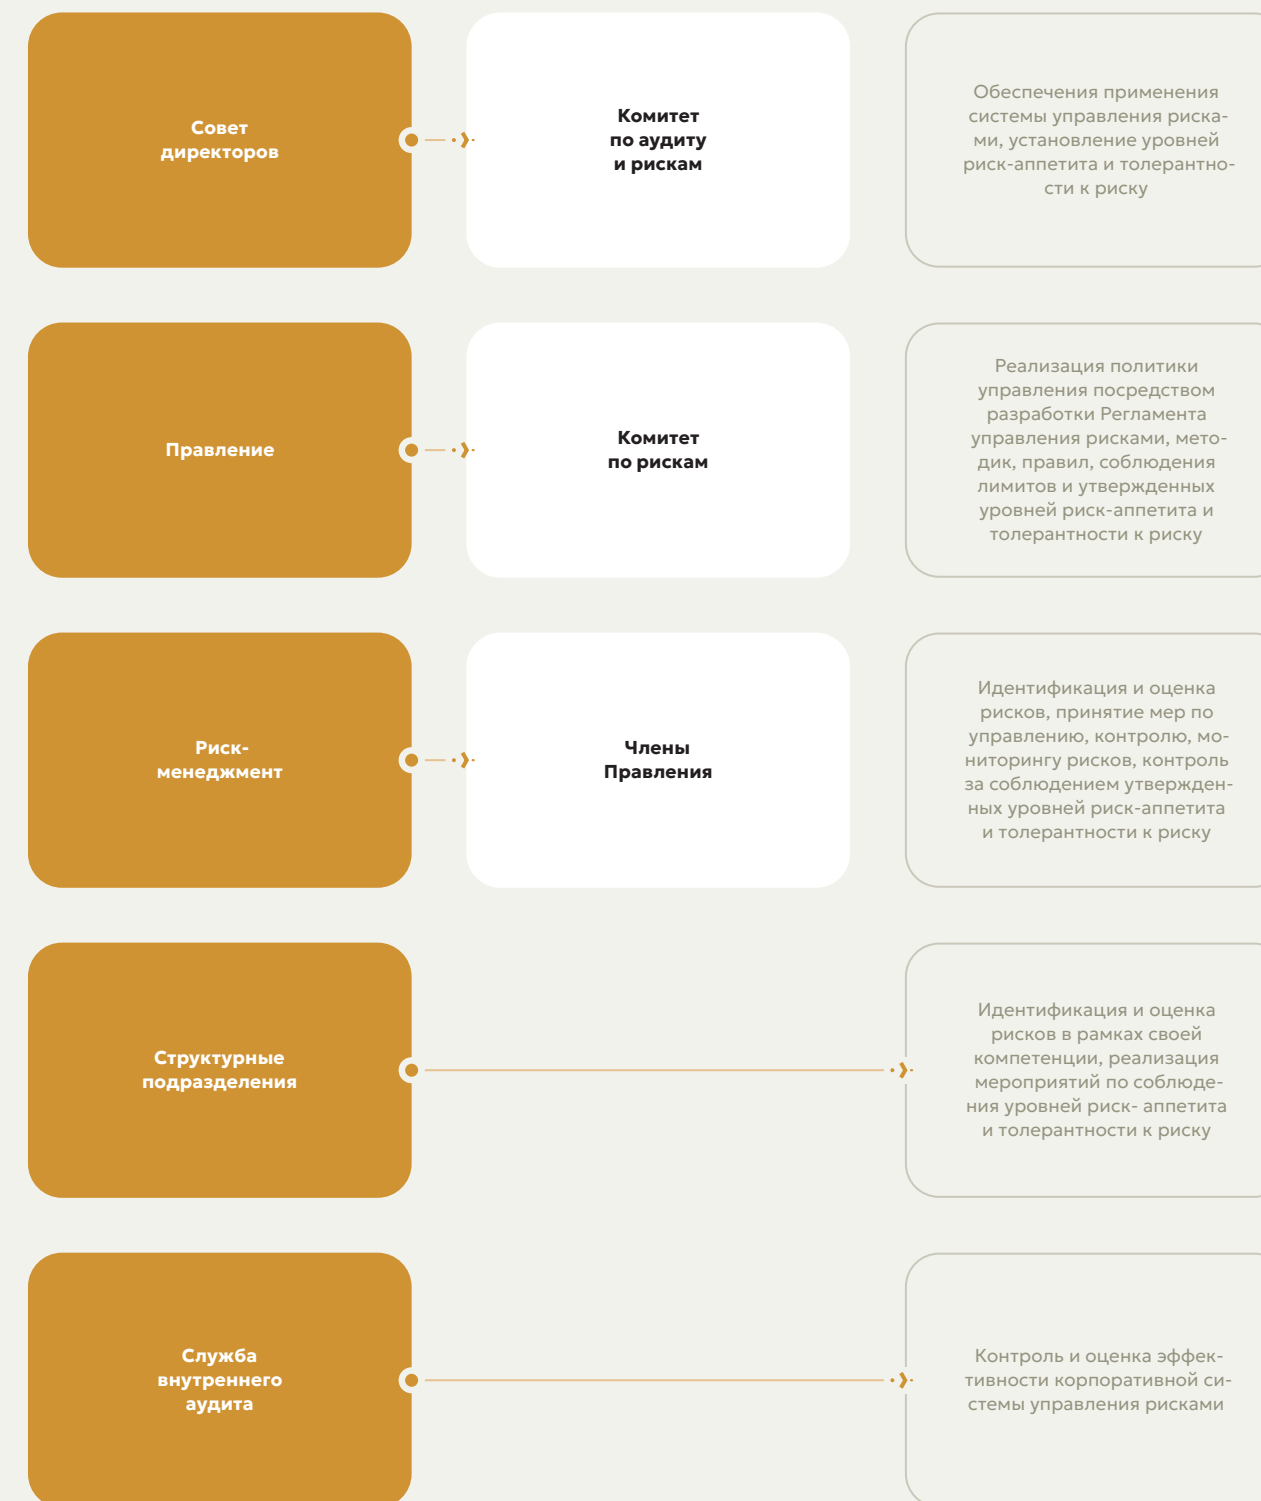 Совет
директоров
Комитет
по аудиту
и рискам
Обеспечения применения
системы управления риска-
ми, установление уровней
риск-аппетита и толерантно-
сти к риску
Правление
Комитет
по рискам
Реализация политики
управления посредством
разработки Регламента
управления рисками, мето-
дик, правил, соблюдения
лимитов и утвержденных
уровней риск-аппетита и
толерантности к риску
Риск-
менеджмент
Члены
Правления
Идентификация и оценка
рисков, принятие мер по
управлению, контролю, мо-
ниторингу рисков, контроль
за соблюдением утвержден-
ных уровней риск-аппетита
и толерантности к риску
Структурные
подразделения
Идентификация и оценка
рисков в рамках своей
компетенции, реализация
мероприятий по соблюде-
ния уровней риск- аппетита
и толерантности к риску
Служба
внутреннего
аудита
Контроль и оценка эффек-
тивности корпоративной си-
стемы управления рисками